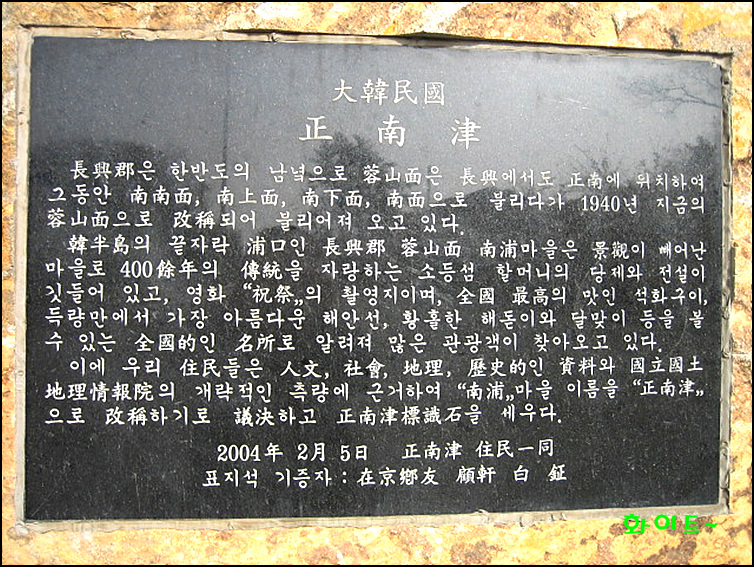 大韓民國
正南津
長興郡은 한반도의 남녘으로 蓉山面은 長興에서도 正南에 위치하여
그동안 南南面, 南上面, 南下面, 南面으로 불리다가 1940년 지금의
蓉山面으로 改稱되어 불리어져 오고 있다.
韓半島의 끝자락 浦口인 長興郡 蓉山面 南浦마을은 景觀이 빼어난
마을로 400餘年의 傳統을 자랑하는 소등섬 할머니의 당제와 전설이
깃들어 있고, 영화 “祝祭„의 촬영지이며, 全國 最高의 맛인 석화구이,
득량만에서 가장 아름다운 해안선, 황홀한 해돋이와 달맞이 등을 볼
수 있는 全國的인 名所로 알려져 많은 관광객이 찾아오고 있다.
이에 우리 住民들은 人文, 社會, 地理, 歷史的인 資料와 國立國土
地理情報院의 개략적인 측량에 근거하여 “南浦„마을 이름을 “正南津„
으로 改稱하기로 議決하고 正南津標識石을 세우다.
2004年 2月 5日 正南津 住民一同
표지석 기증자 : 在京鄕友 顧軒 白 鉦
화이트~